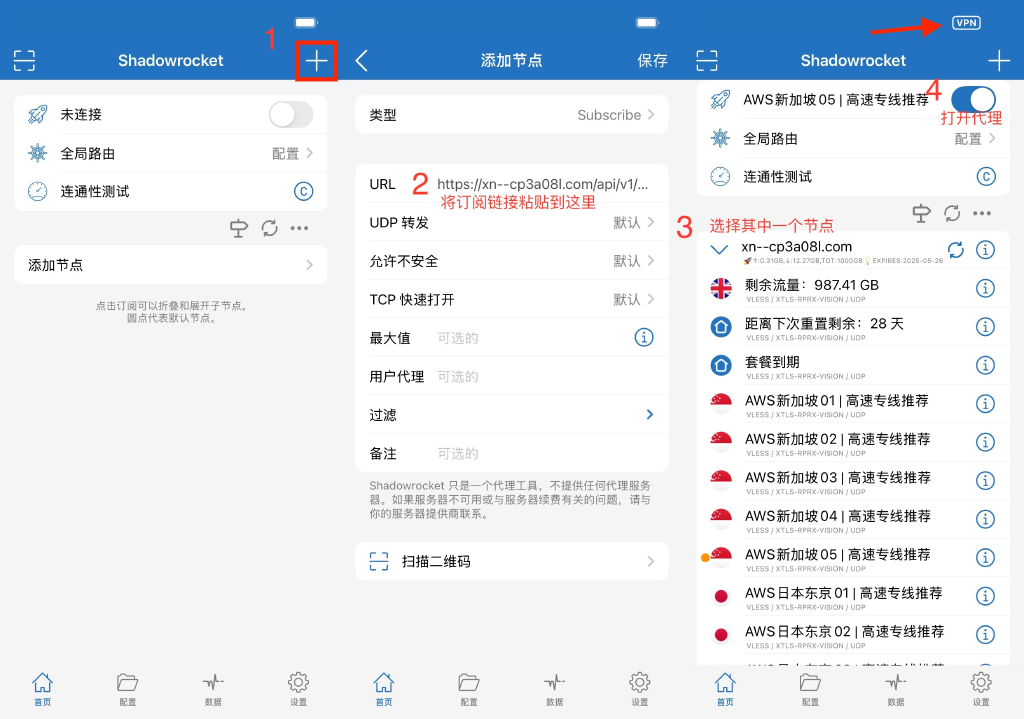 1
Shadowrocket
未连接
全局路由
配置
连通性测试
C
添加节点
点击订阅可以折叠和展开子节点。
圆点代表默认节点。
首页
配置
数据
设置
添加节点
保存
类型
Subscribe
URL
2
https://xn--cp3a08l.com/api/v1/...
将订阅链接粘贴到这里
UDP 转发
默认
允许不安全
默认
TCP 快速打开
默认
最大值
可选的
用户代理
可选的
过滤
备注
可选的
Shadowrocket 只是一个代理工具，不提供任何代理服务
器。如果服务器不可用或与服务器续费有关的问题，请与
你的服务器提供商联系。
扫描二维码
首页
配置
数据
设置
VPN
Shadowrocket
AWS新加坡05 | 高速专线推荐
4
打开代理
全局路由
配置
连通性测试
C
3
选择其中一个节点
xn--cp3a08l.com
🚀↑:0.31GB,↓:12.27GB,TOT:1000GB💡EXPIRES:2025-05-26
剩余流量：987.41 GB
VLESS / XTLS-RPRX-VISION / UDP
距离下次重置剩余：28 天
VLESS / XTLS-RPRX-VISION / UDP
套餐到期
VLESS / XTLS-RPRX-VISION / UDP
AWS新加坡01 | 高速专线推荐
VLESS / XTLS-RPRX-VISION / UDP
AWS新加坡02 | 高速专线推荐
VLESS / XTLS-RPRX-VISION / UDP
AWS新加坡03 | 高速专线推荐
VLESS / XTLS-RPRX-VISION / UDP
AWS新加坡04 | 高速专线推荐
VLESS / XTLS-RPRX-VISION / UDP
AWS新加坡05 | 高速专线推荐
VLESS / XTLS-RPRX-VISION / UDP
AWS日本东京01 | 高速专线推荐
VLESS / XTLS-RPRX-VISION / UDP
AWS日本东京02 | 高速专线推荐
VLESS / XTLS-RPRX-VISION / UDP
首页
配置
数据
设置